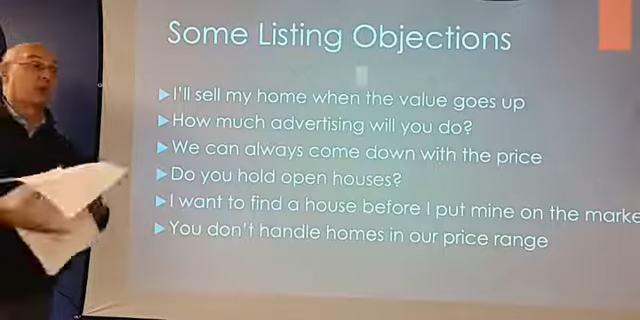 Some Listing Objections
I'll sell my home when the value goes up
How much advertising will you do?
We can always come down with the price
Do you hold open houses?
I want to find a house before I put mine on the marke
You don't handle homes in our price range